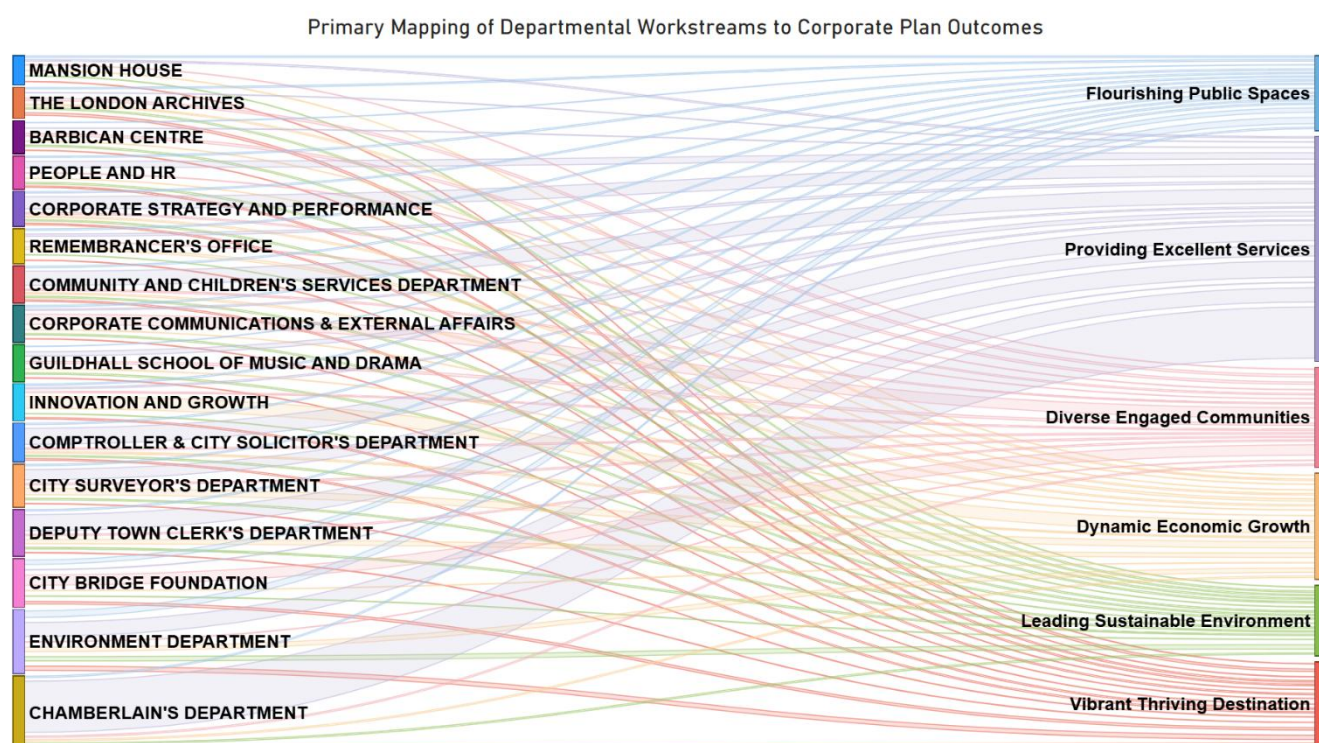 Primary Mapping of Departmental Workstreams to Corporate Plan Outcomes
MANSION HOUSE
THE LONDON ARCHIVES
BARBICAN CENTRE
PEOPLE AND HR
CORPORATE STRATEGY AND PERFORMANCE
REMEMBRANCER'S OFFICE
COMMUNITY AND CHILDREN'S SERVICES DEPARTMENT
CORPORATE COMMUNICATIONS & EXTERNAL AFFAIRS
GUILDHALL SCHOOL OF MUSIC AND DRAMA
INNOVATION AND GROWTH
COMPTROLLER & CITY SOLICITOR'S DEPARTMENT
CITY SURVEYOR'S DEPARTMENT
DEPUTY TOWN CLERK'S DEPARTMENT
CITY BRIDGE FOUNDATION
ENVIRONMENT DEPARTMENT
CHAMBERLAIN'S DEPARTMENT
Flourishing Public Spaces
Providing Excellent Services
Diverse Engaged Communities
Dynamic Economic Growth
Leading Sustainable Environment
Vibrant Thriving Destination